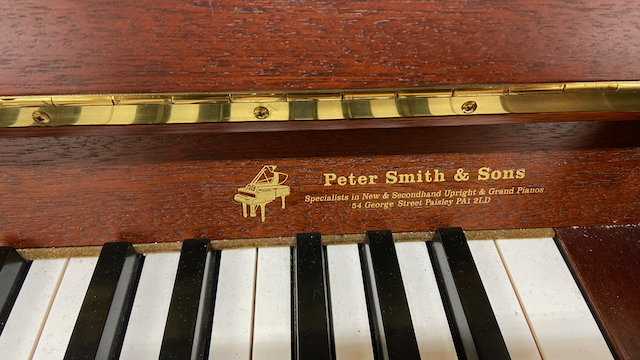 Peter Smith & Sons
Specialists in New & Secondhand Upright & Grand Pianos
54 George Street Paisley PA1 2LD